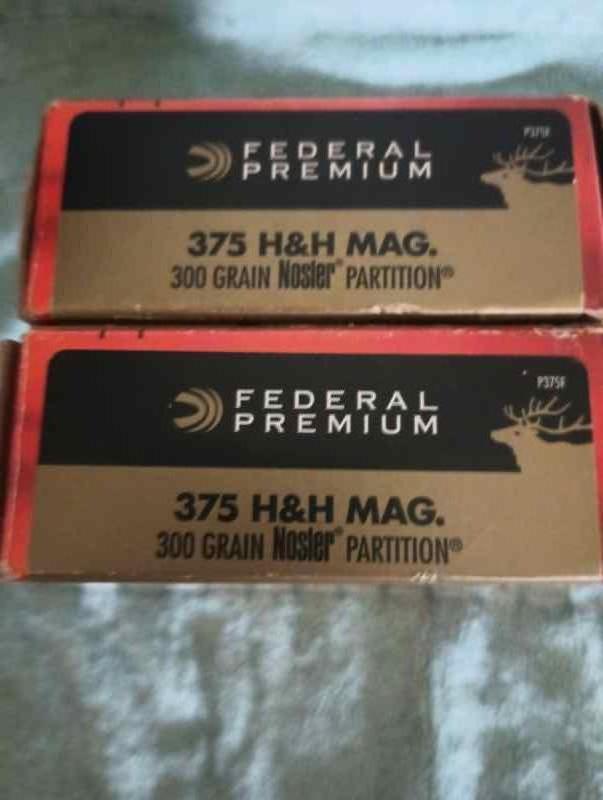 P375F
FEDERAL
PREMIUM
375 H&H MAG.
300 GRAIN Nosler® PARTITION®
P375F
FEDERAL
PREMIUM
375 H&H MAG.
300 GRAIN Nosler® PARTITION®